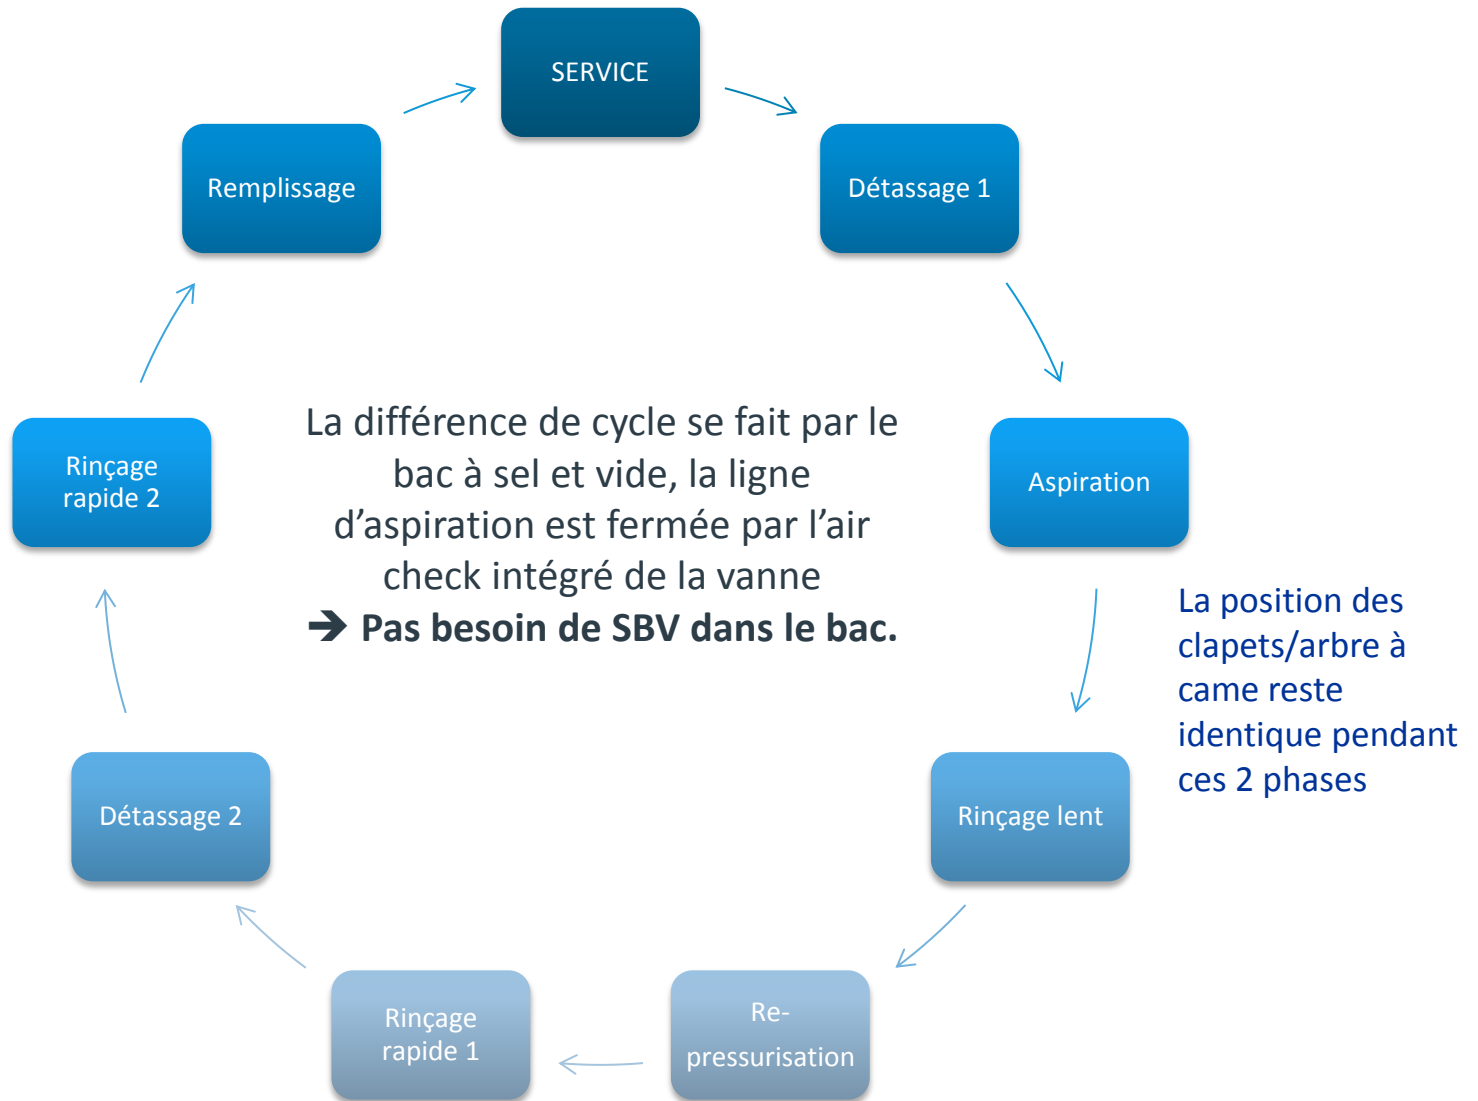 SERVICE
Remplissage
Détassage 1
Rinçage
rapide 2
La différence de cycle se fait par le
bac à sel et vide, la ligne
d’aspiration est fermée par l’air
check intégré de la vanne
➔ Pas besoin de SBV dans le bac.
Aspiration
La position des
clapets/arbre à
came reste
identique pendant
ces 2 phases
Détassage 2
Rinçage lent
Rinçage
rapide 1
Re-
pressurisation